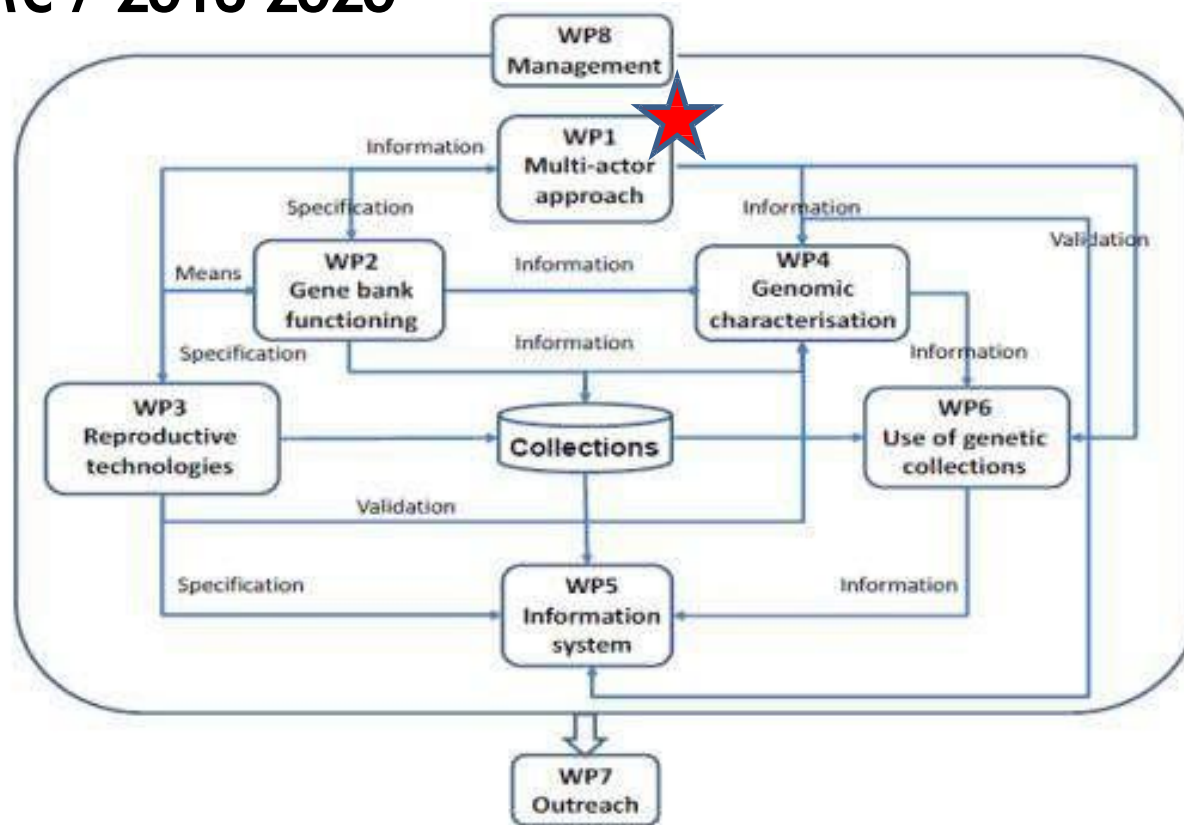 2016-2020
WP8
Management
WP1
Multi-actor
approach
Information
Specification
Information
Validation
WP2
Gene bank
functioning
Means
Information
WP4
Genomic
characterisation
Specification
Information
Information
WP3
Reproductive
technologies
Collections
WP6
Use of genetic
collections
Validation
Specification
WP5
Information
system
Information
WP7
Outreach